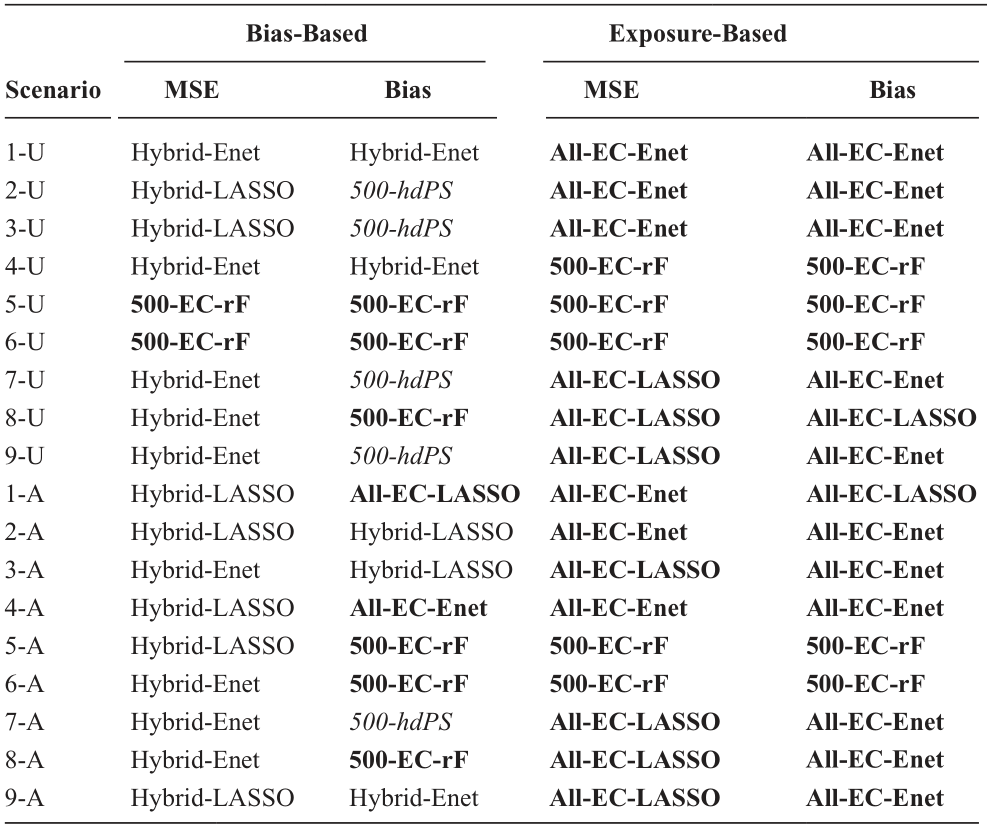 Bias-Based Exposure-Based
Scenario MSE Bias MSE Bias
1-U Hybrid-Enet Hybrid-Enet All-EC-Enet All-EC-Enet
2-U Hybrid-LASSO 500-hdPS All-EC-Enet All-EC-Enet
3-U Hybrid-LASSO 500-hdPS All-EC-Enet All-EC-Enet
4-U Hybrid-Enet Hybrid-Enet 500-EC-rF 500-EC-rF
5-U 500-EC-rF 500-EC-rF 500-EC-rF 500-EC-rF
6-U 500-EC-rF 500-EC-rF 500-EC-rF 500-EC-rF
7-U Hybrid-Enet 500-hdPS All-EC-LASSO All-EC-Enet
8-U Hybrid-Enet 500-EC-rF All-EC-LASSO All-EC-LASSO
9-U Hybrid-Enet 500-hdPS All-EC-LASSO All-EC-Enet
1-A Hybrid-LASSO All-EC-LASSO All-EC-Enet All-EC-LASSO
2-A Hybrid-LASSO Hybrid-LASSO All-EC-Enet All-EC-Enet
3-A Hybrid-Enet Hybrid-LASSO All-EC-LASSO All-EC-Enet
4-A Hybrid-LASSO All-EC-Enet All-EC-Enet All-EC-Enet
5-A Hybrid-LASSO 500-EC-rF 500-EC-rF 500-EC-rF
6-A Hybrid-Enet 500-EC-rF 500-EC-rF 500-EC-rF
7-A Hybrid-Enet 500-hdPS All-EC-LASSO All-EC-Enet
8-A Hybrid-Enet 500-EC-rF All-EC-LASSO All-EC-Enet
9-A Hybrid-LASSO Hybrid-Enet All-EC-LASSO All-EC-Enet